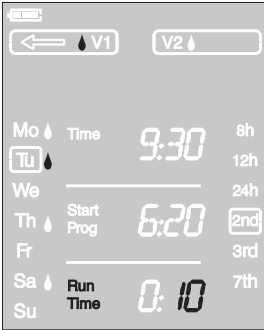 V1 V2
Mo Time 9:30 8h
Tu 12h
We 24h
Th Start Prog 6:20 2nd
Fr 3rd
Sa Run Time 0:10 7th
Su